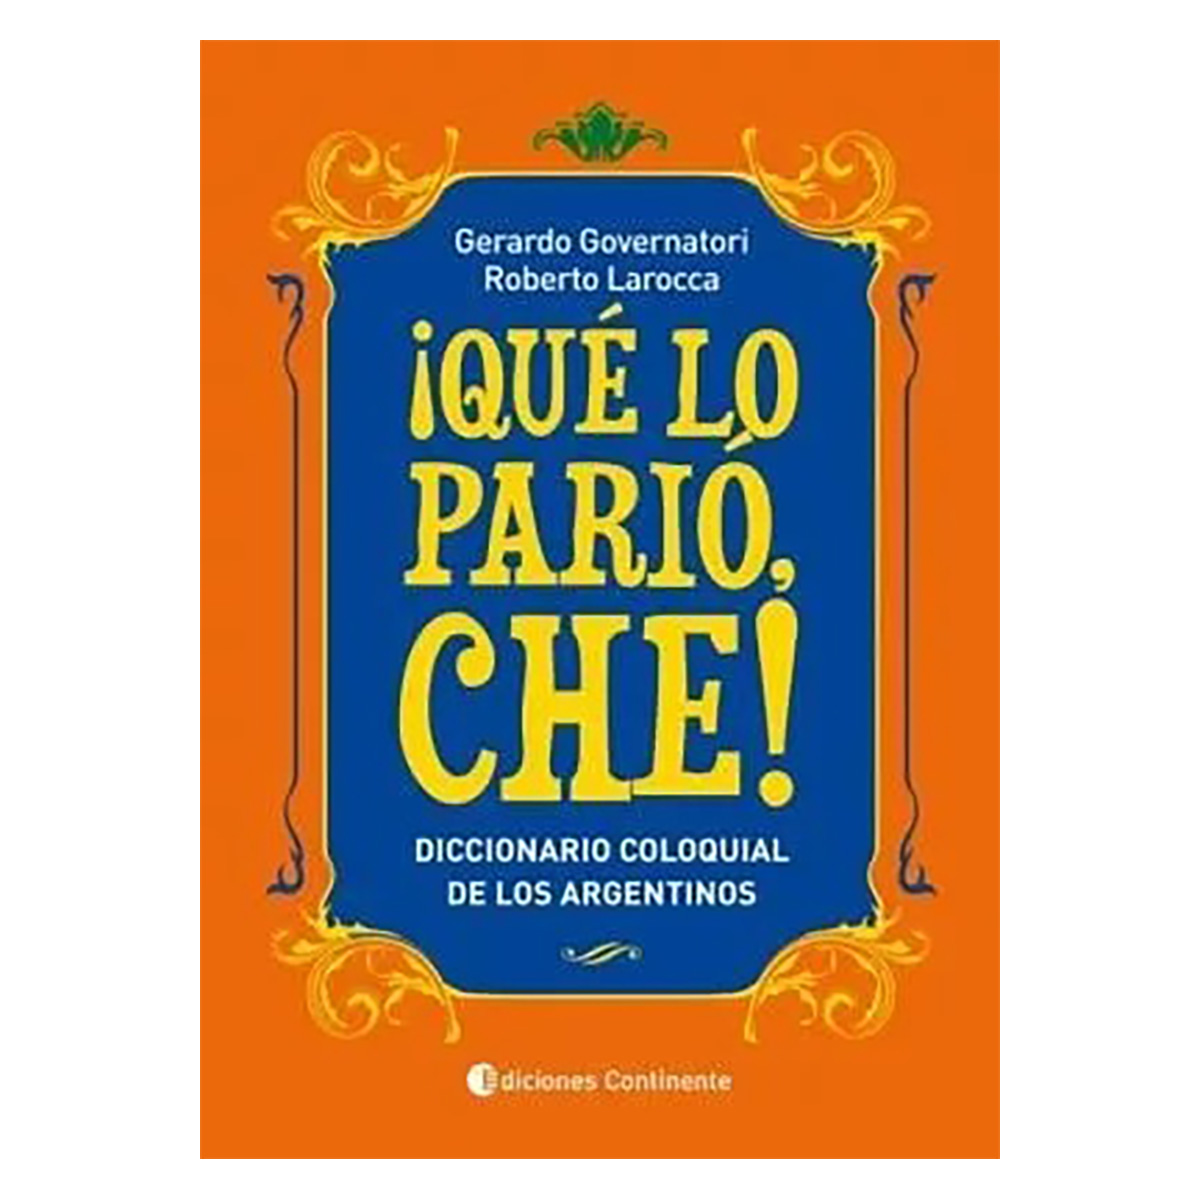 Gerardo Governatori
Roberto Larocca
¡QUÉ LO
PARIÓ,
CHE!
DICCIONARIO COLOQUIAL
DE LOS ARGENTINOS
Ediciones Continente